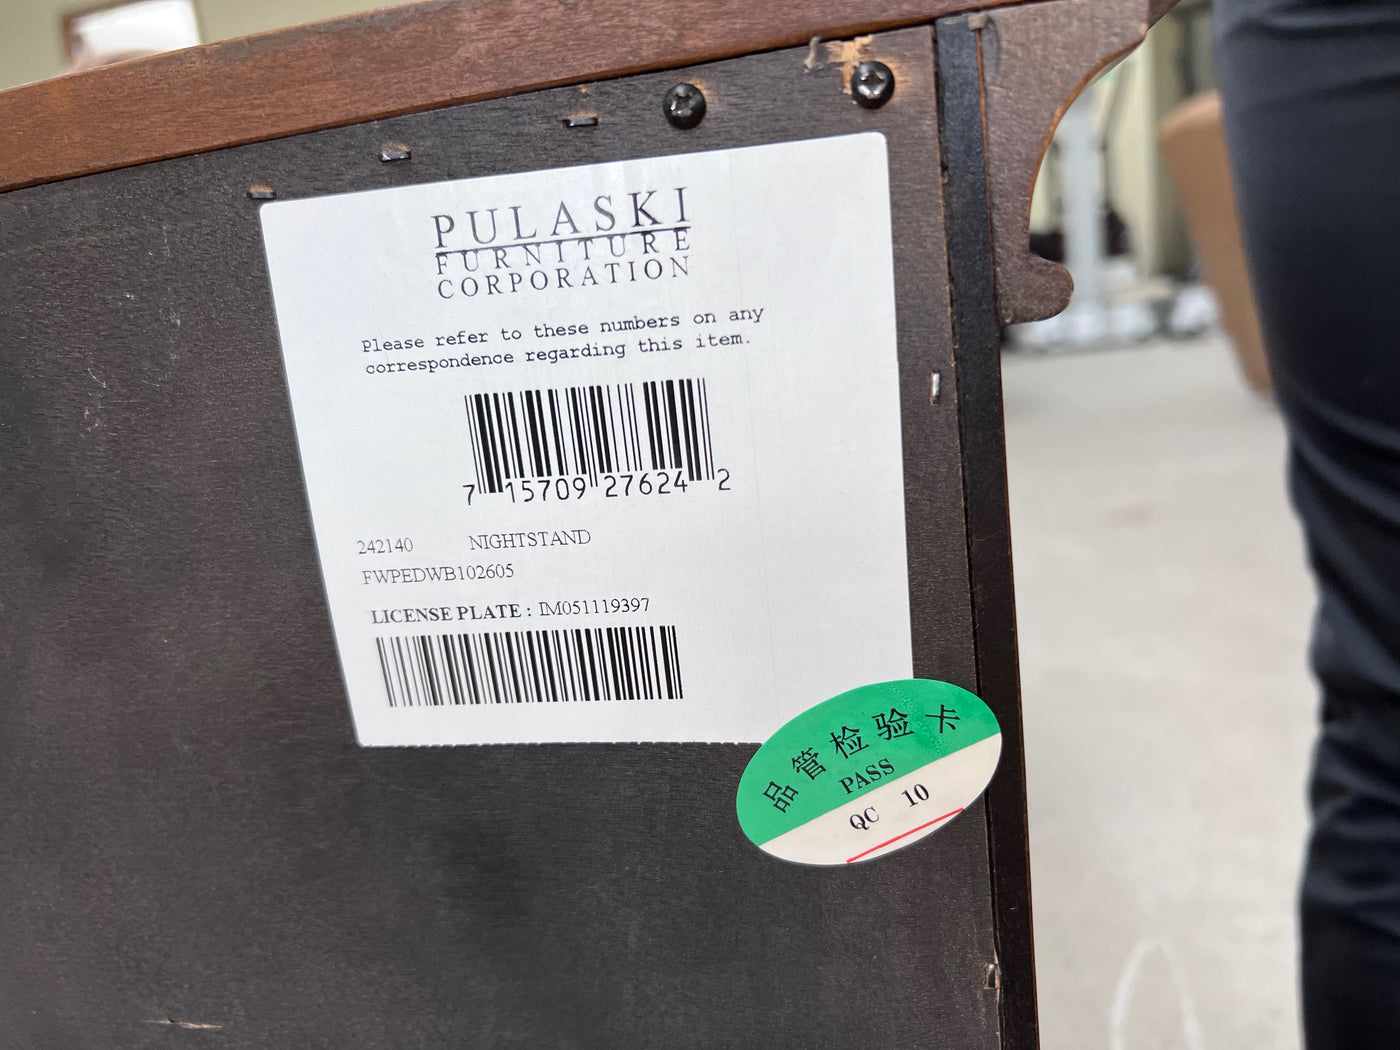 PULASKI
FURNITURE
CORPORATION
Please refer to these numbers on any
correspondence regarding this item.
7 15709 27624 2
242140 NIGHTSTAND
FWPEDWB102605
LICENSE PLATE : IM051119397
品管检验卡
PASS
QC 10